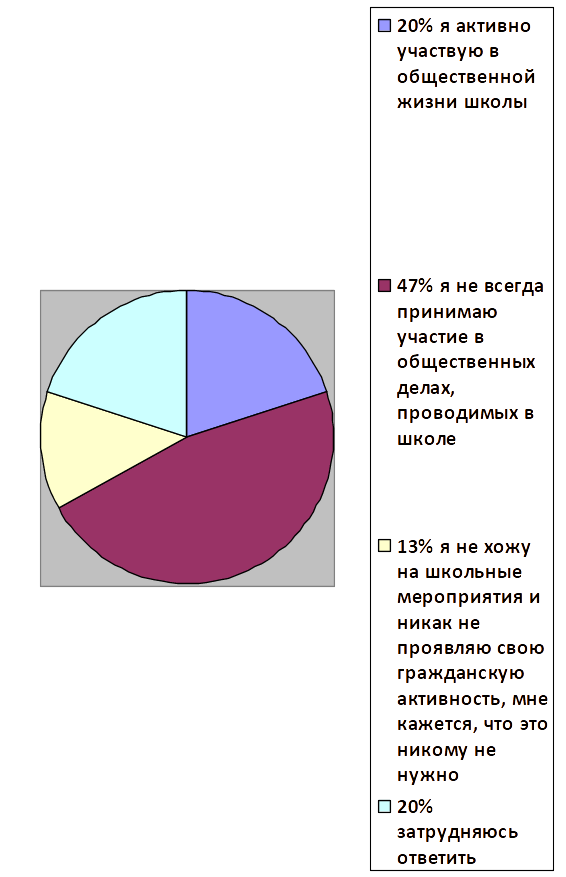 20% я активно
участвую в
общественной
жизни школы
47% я не всегда
принимаю
участие в
общественных
делах,
проводимых в
школе
13% я не хожу
на школьные
мероприятия и
никак не
проявляю свою
гражданскую
активность, мне
кажется, что это
никому не
нужно
20%
затрудняюсь
ответить